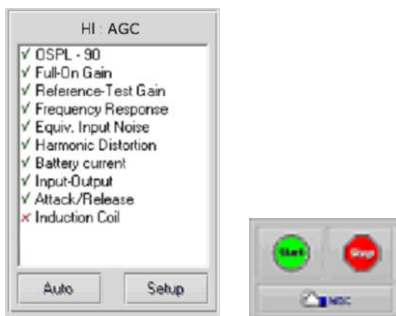 HI : AGC
✓ OSPL - 90
✓ Full-On Gain
✓ Reference-Test Gain
✓ Frequency Response
✓ Equiv. Input Noise
✓ Harmonic Distortion
✓ Battery current
✓ Input-Output
✓ Attack/Release
✗ Induction Coil
Auto Setup
Start Stop